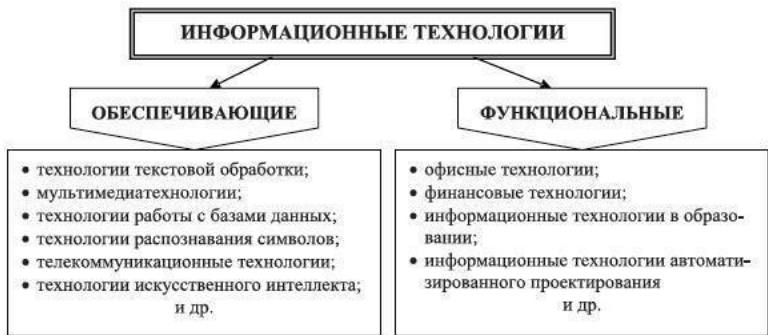 ИНФОРМАЦИОННЫЕ ТЕХНОЛОГИИ
ОБЕСПЕЧИВАЮЩИЕ
• технологии текстовой обработки;
• мультимедиатехнологии;
• технологии работы с базами данных;
• технологии распознавания символов;
• телекоммуникационные технологии;
• технологии искусственного интеллекта;
и др.
ФУНКЦИОНАЛЬНЫЕ
• офисные технологии;
• финансовые технологии;
• информационные технологии в образо-
вании;
• информационные технологии автомати-
зированного проектирования
и др.